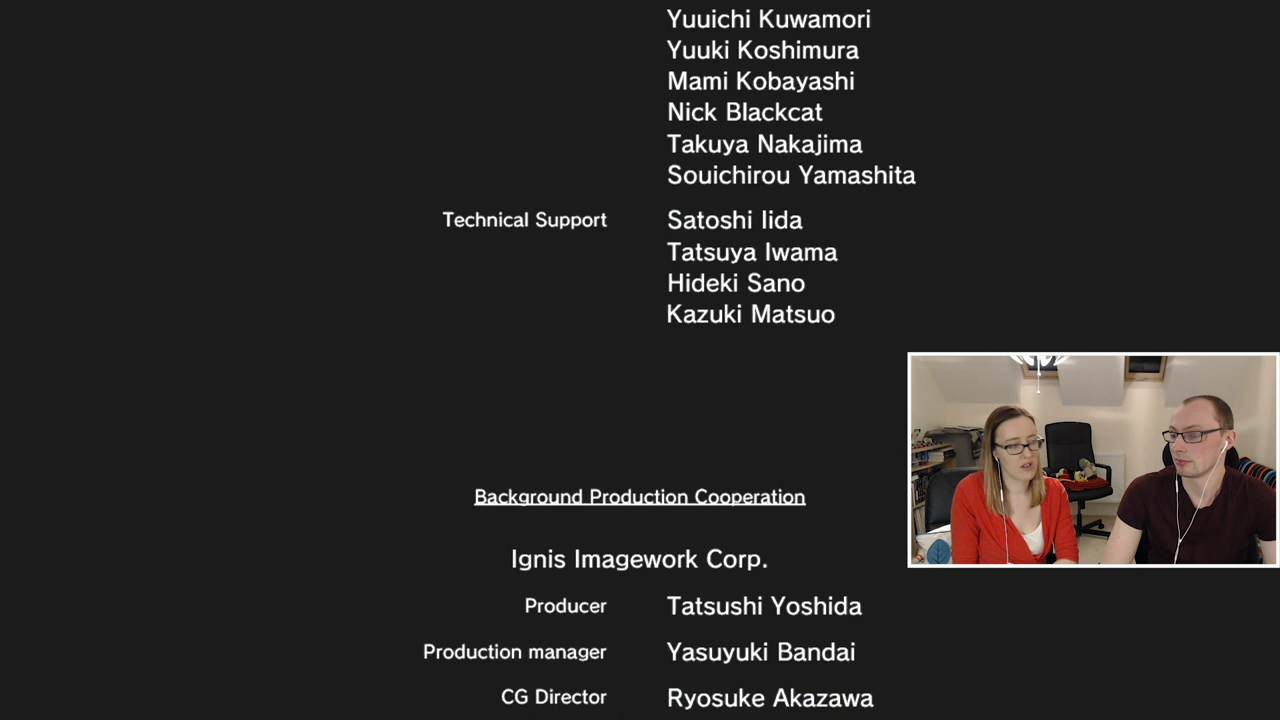 Yuuichi Kuwamori
Yuuki Koshimura
Mami Kobayashi
Nick Blackcat
Takuya Nakajima
Souichirou Yamashita
Technical Support Satoshi Iida
Tatsuya Iwama
Hideki Sano
Kazuki Matsuo
Background Production Cooperation
Ignis Imagework Corp.
Producer Tatsushi Yoshida
Production manager Yasuyuki Bandai
CG Director Ryosuke Akazawa